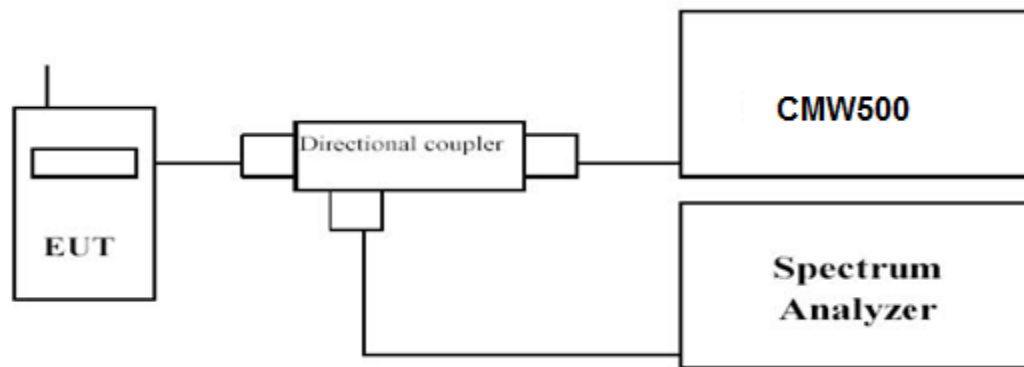 CMW500
Directional coupler
EUT
Spectrum
Analyzer